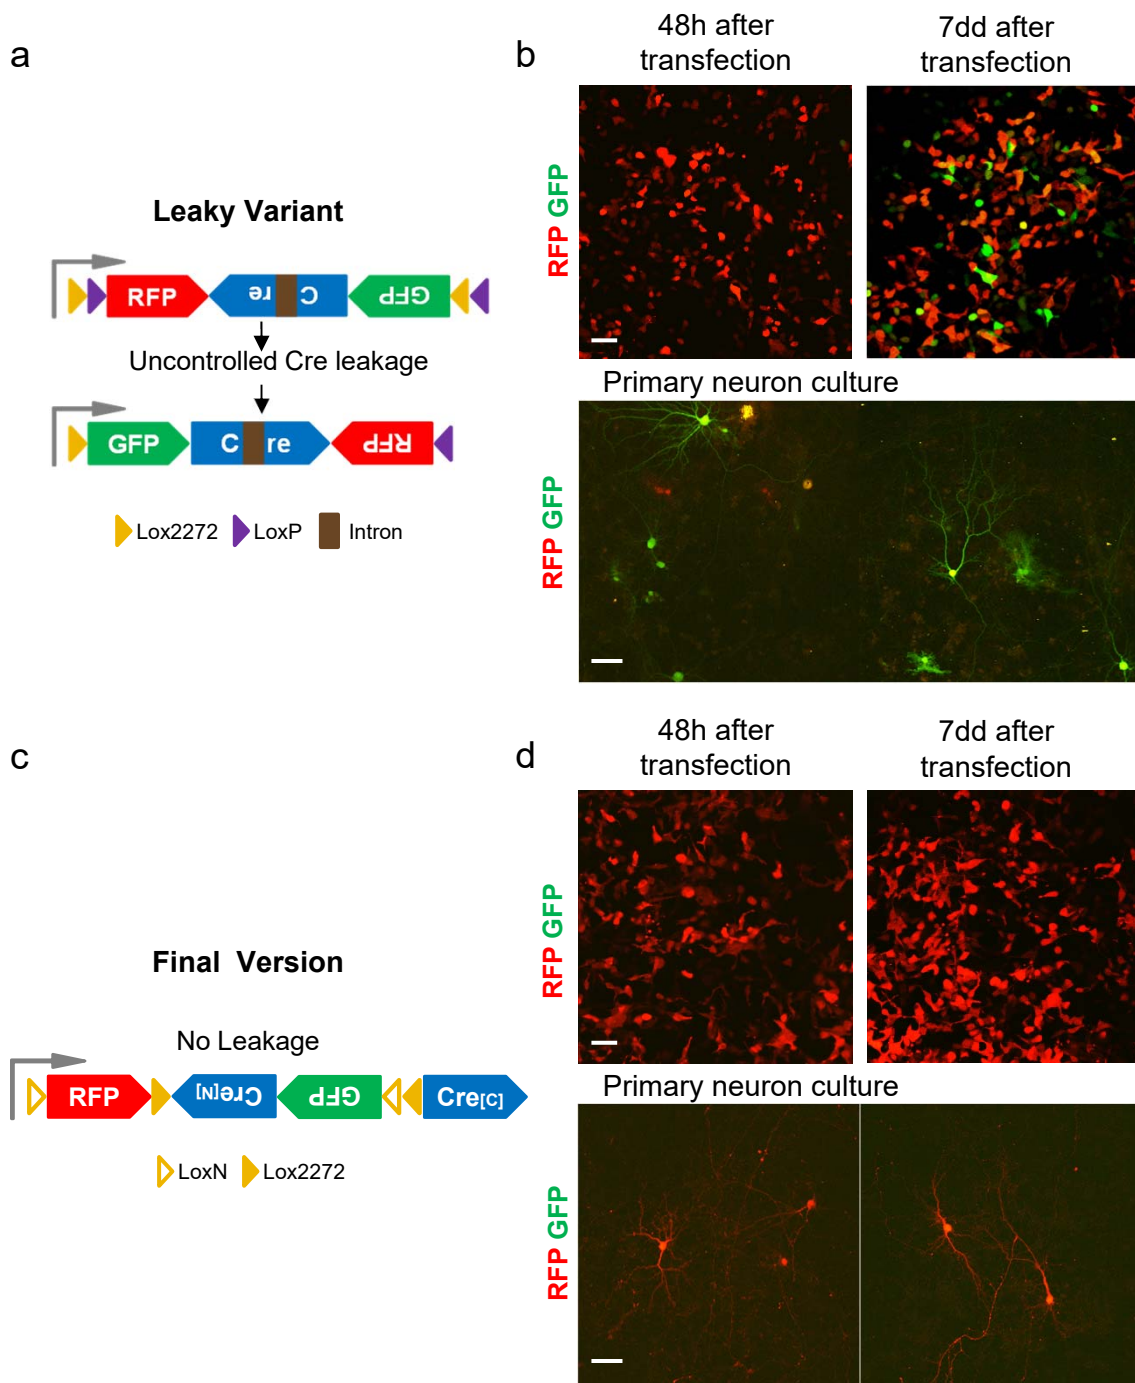 a
Leaky Variant
RFP
C re
GFP
Uncontrolled Cre leakage
GFP
C re
RFP
Lox2272
LoxP
Intron
b
48h after
transfection
7dd after
transfection
RFP GFP
Primary neuron culture
RFP GFP
c
Final Version
No Leakage
RFP
Cre[N]
GFP
Cre[C]
LoxN
Lox2272
d
48h after
transfection
7dd after
transfection
RFP GFP
Primary neuron culture
RFP GFP